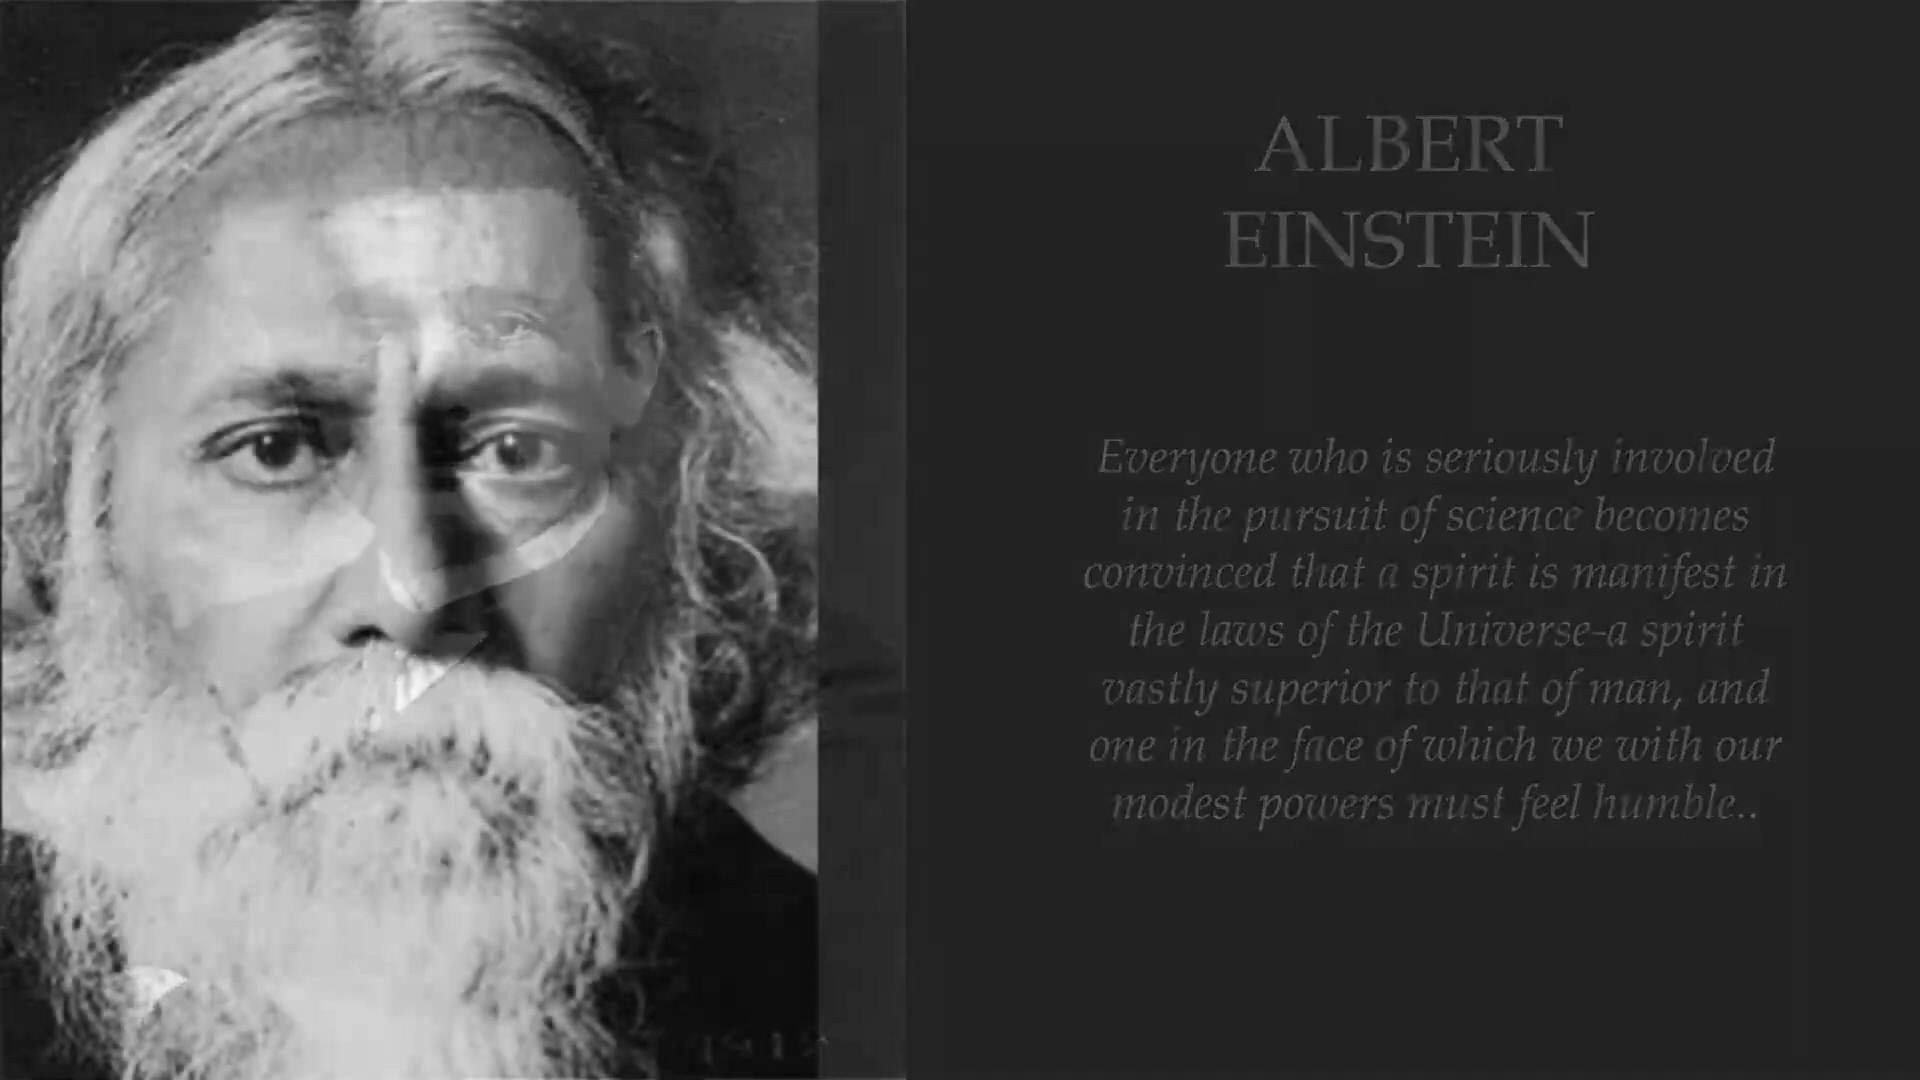 ALBERT
EINSTEIN
Everyone who is seriously involved
in the pursuit of science becomes
convinced that a spirit is manifest in
the laws of the Universe-a spirit
vastly superior to that of man, and
one in the face of which we with our
modest powers must feel humble..